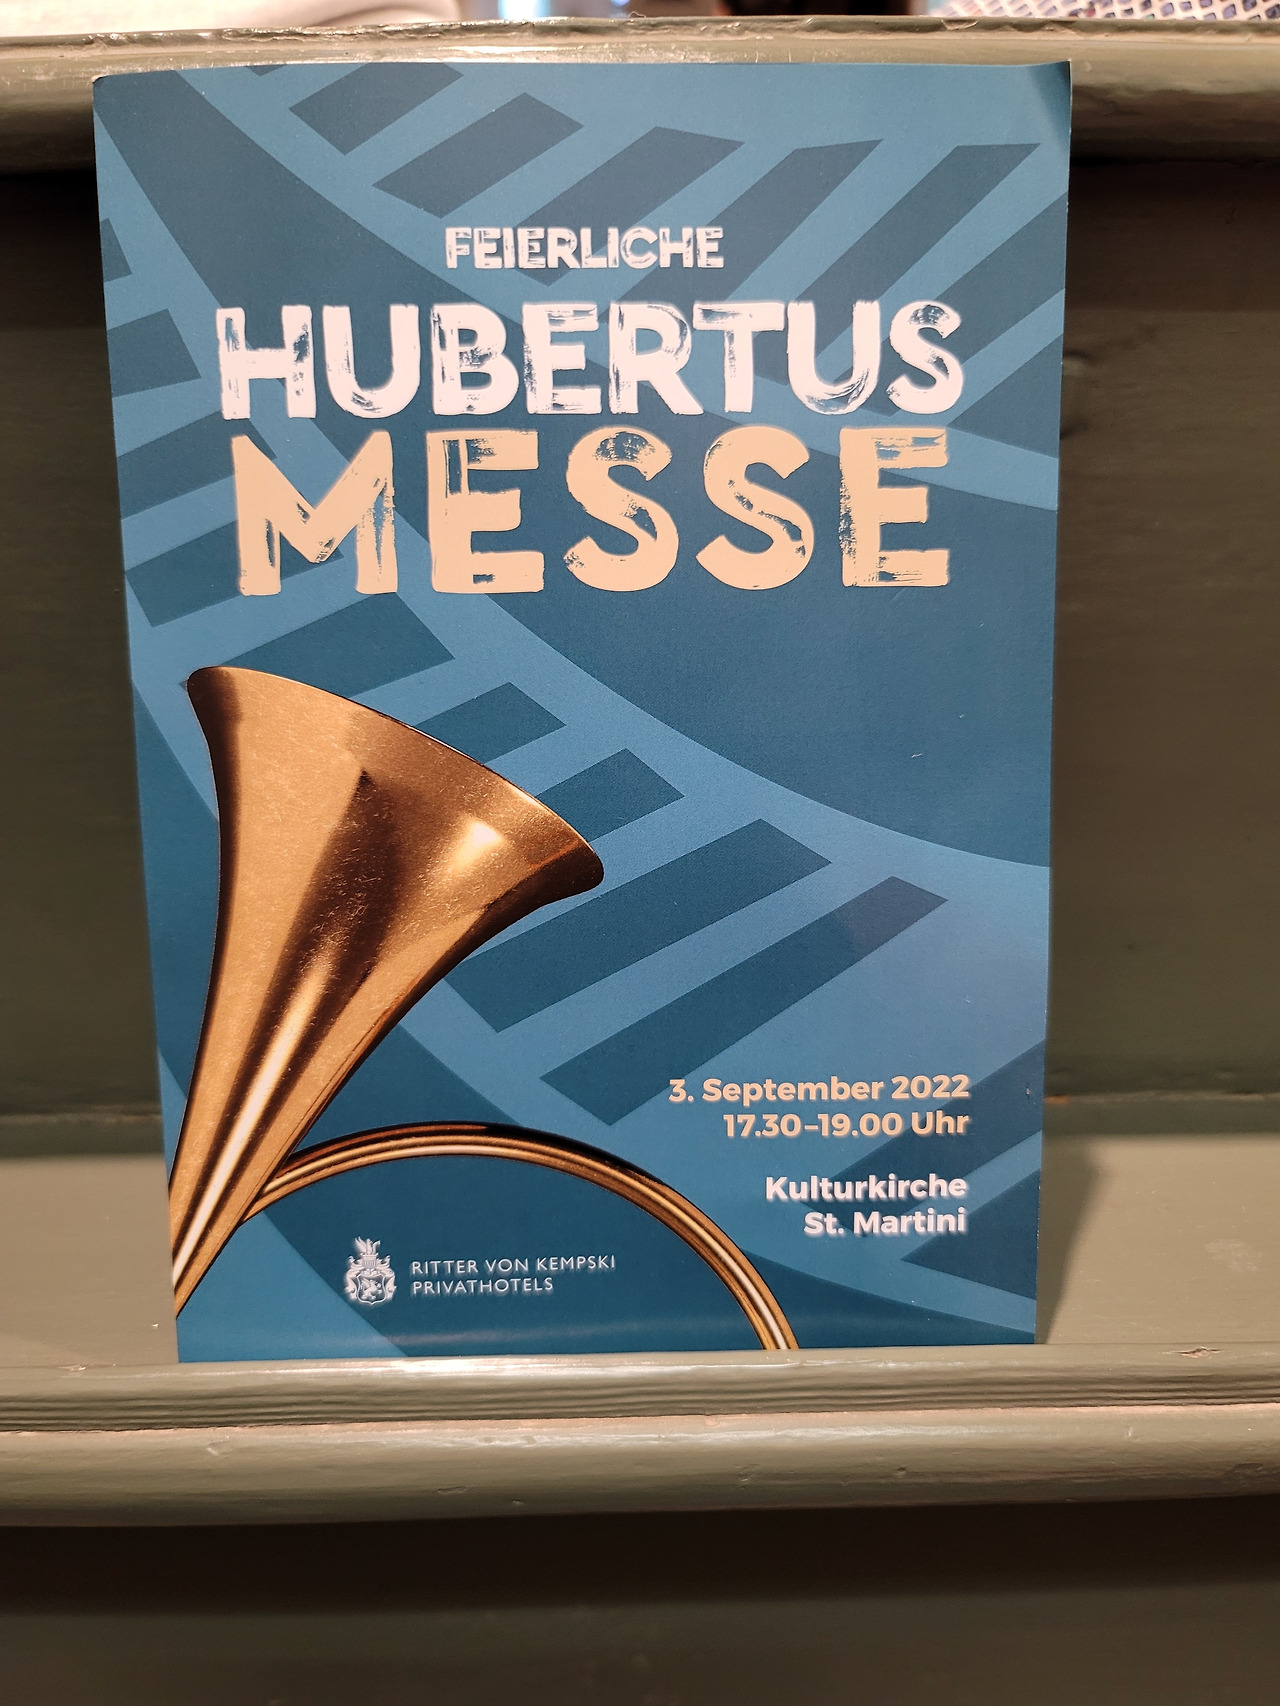 FEIERLICHE
HUBERTUS
MESSE
3. September 2022
17.30–19.00 Uhr
Kulturkirche
St. Martini
RITTER VON KEMPSKI
PRIVATHOTELS